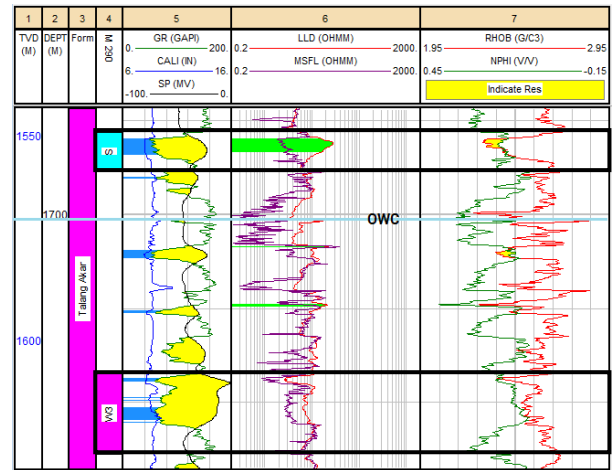 1 2 3 4 5 6 7
TVD DEPT Form M 290 GR (GAPI) LLD (OHMM) RHOB (G/C3)
(M) (M) 0. 200. 0.2 2000. 1.95 2.95
CALI (IN) MSFL (OHMM) NPHI (V/V)
6. 16. 0.2 2000. 0.45 -0.15
SP (MV) Indicate Res
-100. 0.
1550
S
1700
OWC
Talang Akar
1600
W3